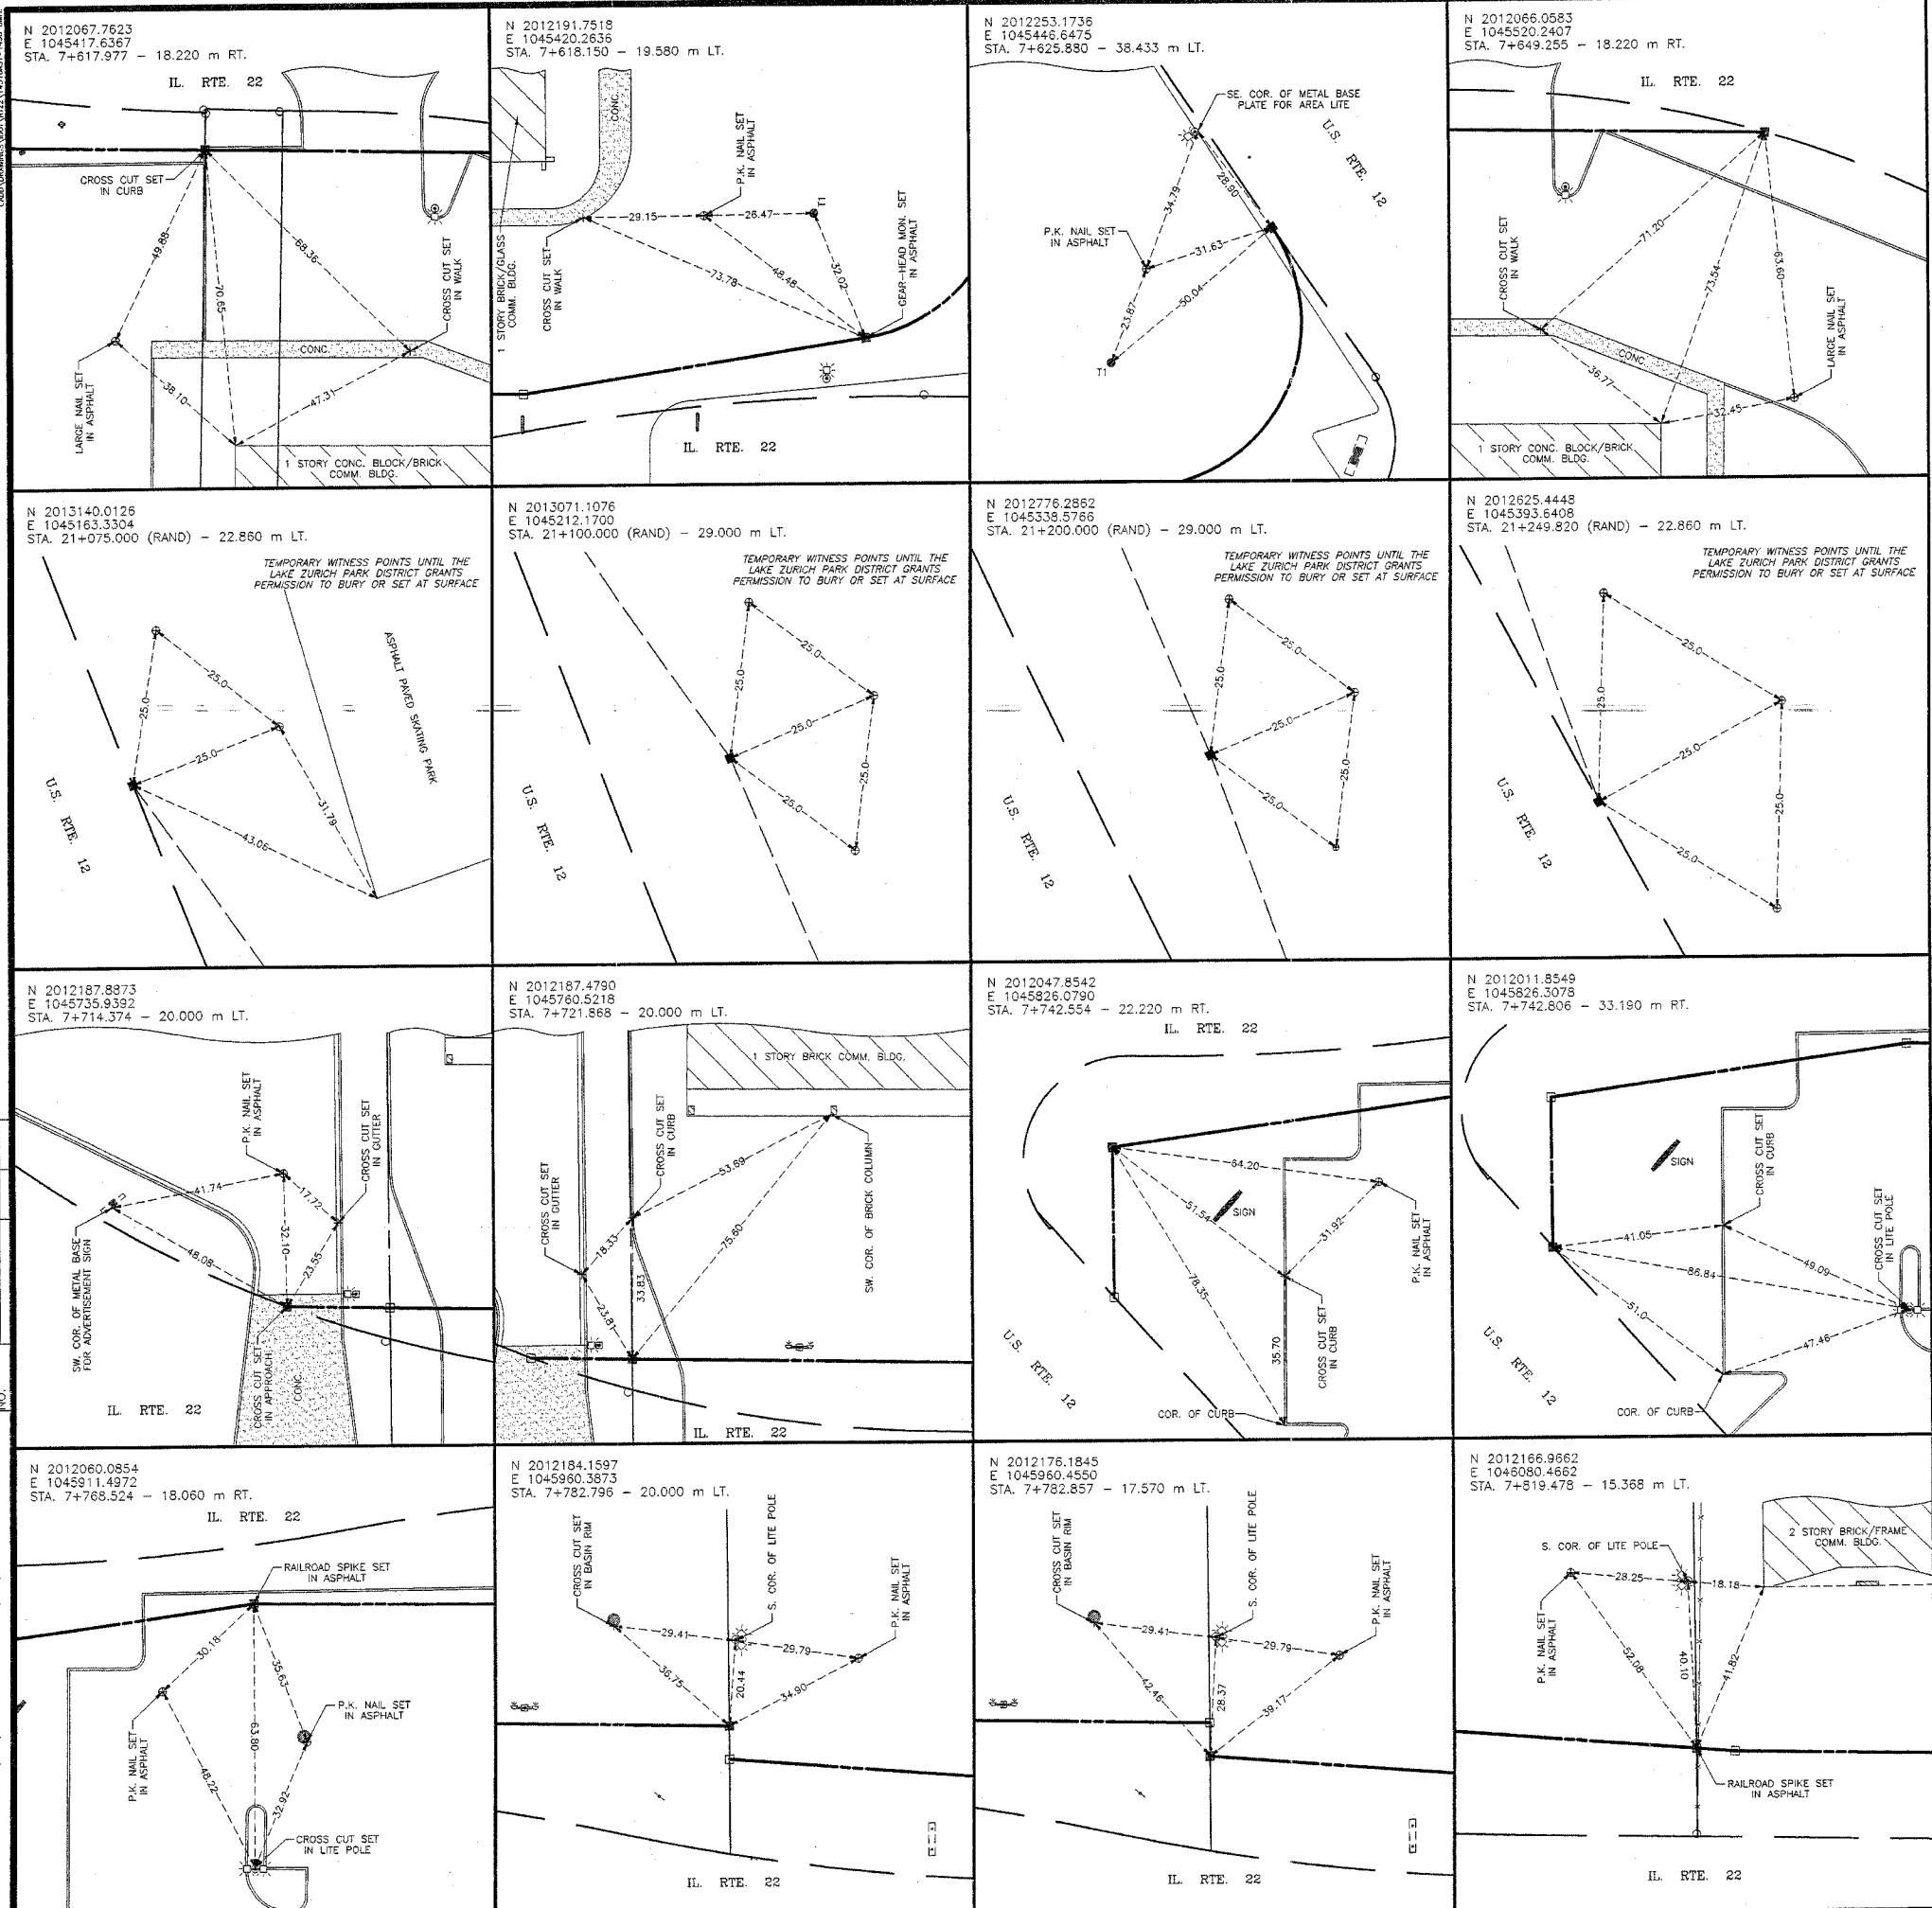 N 2012067.7623
E 1045417.6367
STA. 7+617.977 - 18.220 m RT.
IL. RTE. 22
CROSS CUT SET
IN CURB
49.88
70.65
68.36
CROSS CUT SET
IN WALK
LARGE NAIL SET
IN ASPHALT
38.10
47.31
CONC.
1 STORY CONC. BLOCK/BRICK
COMM. BLDG.
N 2012191.7518
E 1045420.2636
STA. 7+618.150 - 19.580 m LT.
CONC.
P.K. NAIL SET
IN ASPHALT
29.15
26.47
T1
1 STORY BRICK/GLASS
COMM. BLDG.
CROSS CUT SET
IN WALK
73.78
48.48
32.02
GEAR-HEAD MON. SET
IN ASPHALT
IL. RTE. 22
N 2012253.1736
E 1045446.6475
STA. 7+625.880 - 38.433 m LT.
SE. COR. OF METAL BASE
PLATE FOR AREA LITE
U.S. RTE. 12
34.79
28.90
P.K. NAIL SET
IN ASPHALT
31.63
23.87
50.04
T1
N 2012066.0583
E 1045520.2407
STA. 7+649.255 - 18.220 m RT.
IL. RTE. 22
CROSS CUT SET
IN WALK
71.20
73.54
63.60
LARGE NAIL SET
IN ASPHALT
CONC.
36.77
32.45
1 STORY CONC. BLOCK/BRICK
COMM. BLDG.
N 2013140.0126
E 1045163.3304
STA. 21+075.000 (RAND) - 22.860 m LT.
TEMPORARY WITNESS POINTS UNTIL THE
LAKE ZURICH PARK DISTRICT GRANTS
PERMISSION TO BURY OR SET AT SURFACE
25.0
25.0
25.0
31.79
43.06
ASPHALT PAVED SKATING PARK
U.S. RTE. 12
N 2013071.1076
E 1045212.1700
STA. 21+100.000 (RAND) - 29.000 m LT.
TEMPORARY WITNESS POINTS UNTIL THE
LAKE ZURICH PARK DISTRICT GRANTS
PERMISSION TO BURY OR SET AT SURFACE
25.0
25.0
25.0
25.0
25.0
U.S. RTE. 12
N 2012776.2862
E 1045338.5766
STA. 21+200.000 (RAND) - 29.000 m LT.
TEMPORARY WITNESS POINTS UNTIL THE
LAKE ZURICH PARK DISTRICT GRANTS
PERMISSION TO BURY OR SET AT SURFACE
25.0
25.0
25.0
25.0
25.0
U.S. RTE. 12
N 2012625.4448
E 1045393.6408
STA. 21+249.820 (RAND) - 22.860 m LT.
TEMPORARY WITNESS POINTS UNTIL THE
LAKE ZURICH PARK DISTRICT GRANTS
PERMISSION TO BURY OR SET AT SURFACE
25.0
25.0
25.0
25.0
25.0
U.S. RTE. 12
N 2012187.8873
E 1045735.9392
STA. 7+714.374 - 20.000 m LT.
P.K. NAIL SET
IN ASPHALT
CROSS CUT SET
IN GUTTER
41.74
17.72
32.10
23.55
48.08
SW. COR. OF METAL BASE
FOR ADVERTISEMENT SIGN
CROSS CUT SET
IN APPROACH
CONC.
IL. RTE. 22
N 2012187.4790
E 1045760.5218
STA. 7+721.868 - 20.000 m LT.
1 STORY BRICK COMM. BLDG.
CROSS CUT SET
IN CURB
CROSS CUT SET
IN GUTTER
53.69
18.33
75.60
33.83
23.81
SW. COR. OF BRICK COLUMN
IL. RTE. 22
N 2012047.8542
E 1045826.0790
STA. 7+742.554 - 22.220 m RT.
IL. RTE. 22
64.20
51.54
SIGN
31.92
P.K. NAIL SET
IN ASPHALT
78.35
35.70
CROSS CUT SET
IN CURB
COR. OF CURB
U.S. RTE. 12
N 2012011.8549
E 1045826.3078
STA. 7+742.806 - 33.190 m RT.
SIGN
CROSS CUT SET
IN CURB
CROSS CUT SET
IN LITE POLE
41.05
86.84
49.09
51.0
47.46
COR. OF CURB
U.S. RTE. 12
NO.
N 2012060.0854
E 1045911.4972
STA. 7+768.524 - 18.060 m RT.
IL. RTE. 22
RAILROAD SPIKE SET
IN ASPHALT
30.18
35.63
63.80
P.K. NAIL SET
IN ASPHALT
P.K. NAIL SET
IN ASPHALT
48.22
32.92
CROSS CUT SET
IN LITE POLE
N 2012184.1597
E 1045960.3873
STA. 7+782.796 - 20.000 m LT.
CROSS CUT SET
IN BASIN RIM
S. COR. OF LITE POLE
P.K. NAIL SET
IN ASPHALT
29.41
29.79
36.75
20.44
34.90
IL. RTE. 22
N 2012176.1845
E 1045960.4550
STA. 7+782.857 - 17.570 m LT.
CROSS CUT SET
IN BASIN RIM
S. COR. OF LITE POLE
P.K. NAIL SET
IN ASPHALT
29.41
29.79
42.46
28.37
39.17
IL. RTE. 22
N 2012166.9662
E 1046080.4662
STA. 7+819.478 - 15.368 m LT.
2 STORY BRICK/FRAME
COMM. BLDG.
S. COR. OF LITE POLE
28.25
18.18
P.K. NAIL SET
IN ASPHALT
52.08
40.10
41.82
RAILROAD SPIKE SET
IN ASPHALT
IL. RTE. 22